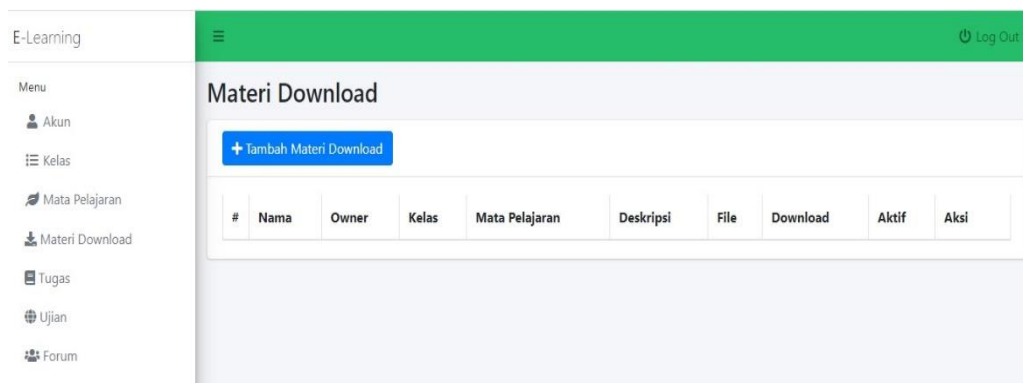 E-Learning
Log Out
Menu
Akun
Kelas
Mata Pelajaran
Materi Download
Tugas
Ujian
Forum
Materi Download
+ Tambah Materi Download
# Nama Owner Kelas Mata Pelajaran Deskripsi File Download Aktif Aksi